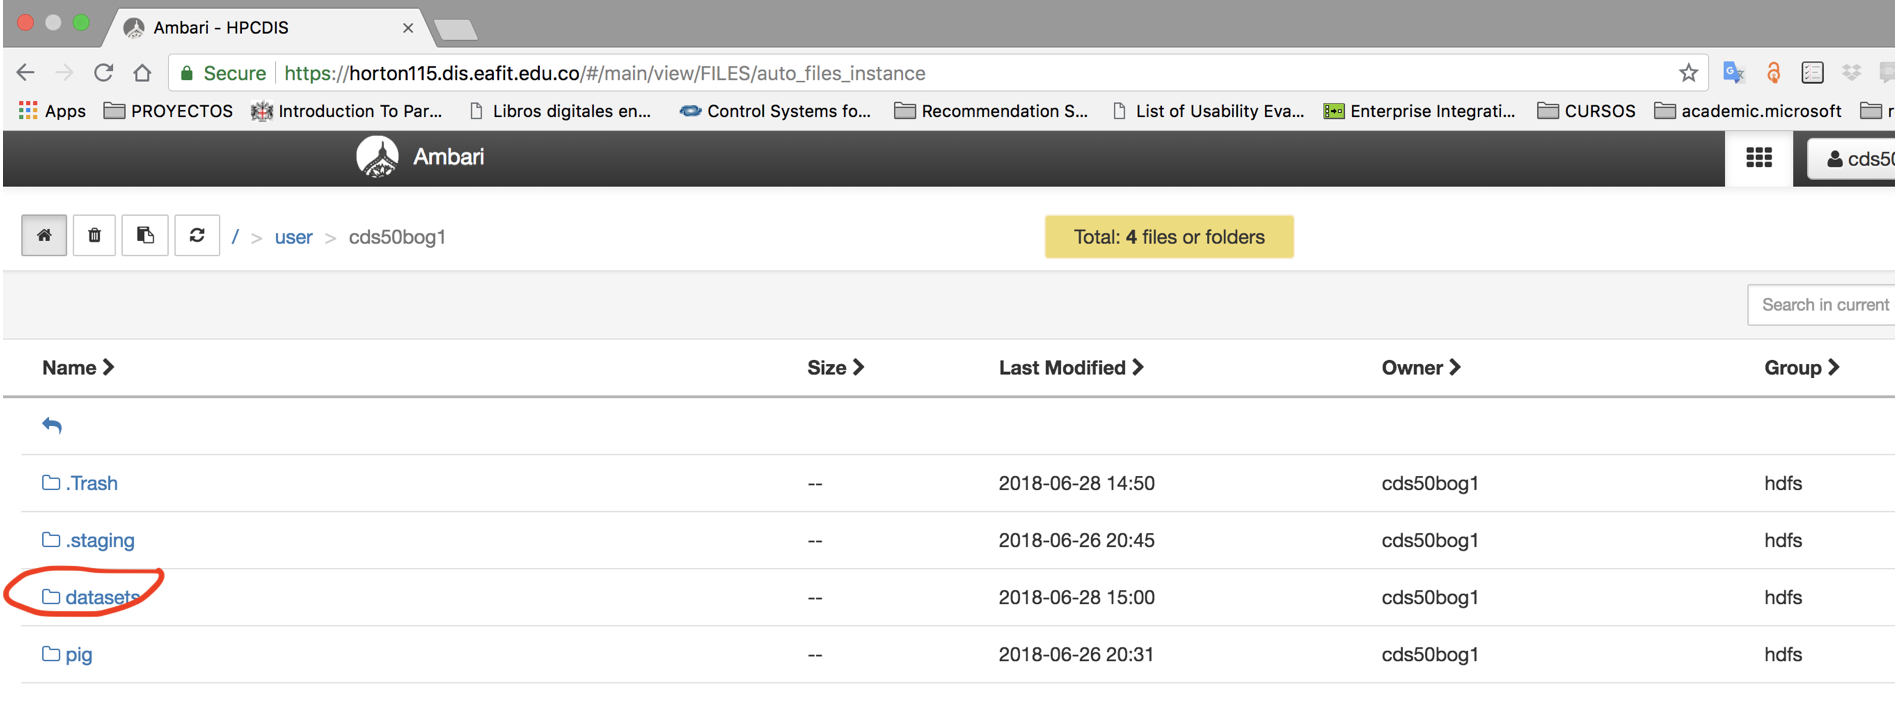 Ambari - HPCDIS
Secure https://horton115.dis.eafit.edu.co/#/main/view/FILES/auto_files_instance
Apps PROYECTOS Introduction To Par... Libros digitales en... Control Systems fo... Recommendation S... List of Usability Eva... Enterprise Integrati... CURSOS academic.microsoft r
Ambari cds50
/ > user > cds50bog1 Total: 4 files or folders
Search in current
Name Size Last Modified Owner Group
.Trash -- 2018-06-28 14:50 cds50bog1 hdfs
.staging -- 2018-06-26 20:45 cds50bog1 hdfs
datasets -- 2018-06-28 15:00 cds50bog1 hdfs
pig -- 2018-06-26 20:31 cds50bog1 hdfs